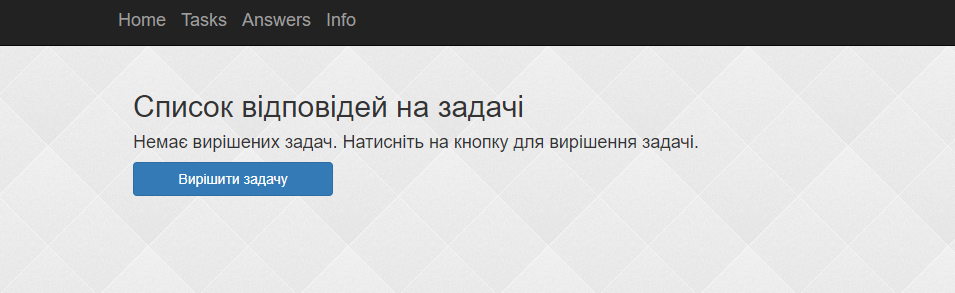 Home Tasks Answers Info
Список відповідей на задачі
Немає вирішених задач. Натисніть на кнопку для вирішення задачі.
Вирішити задачу